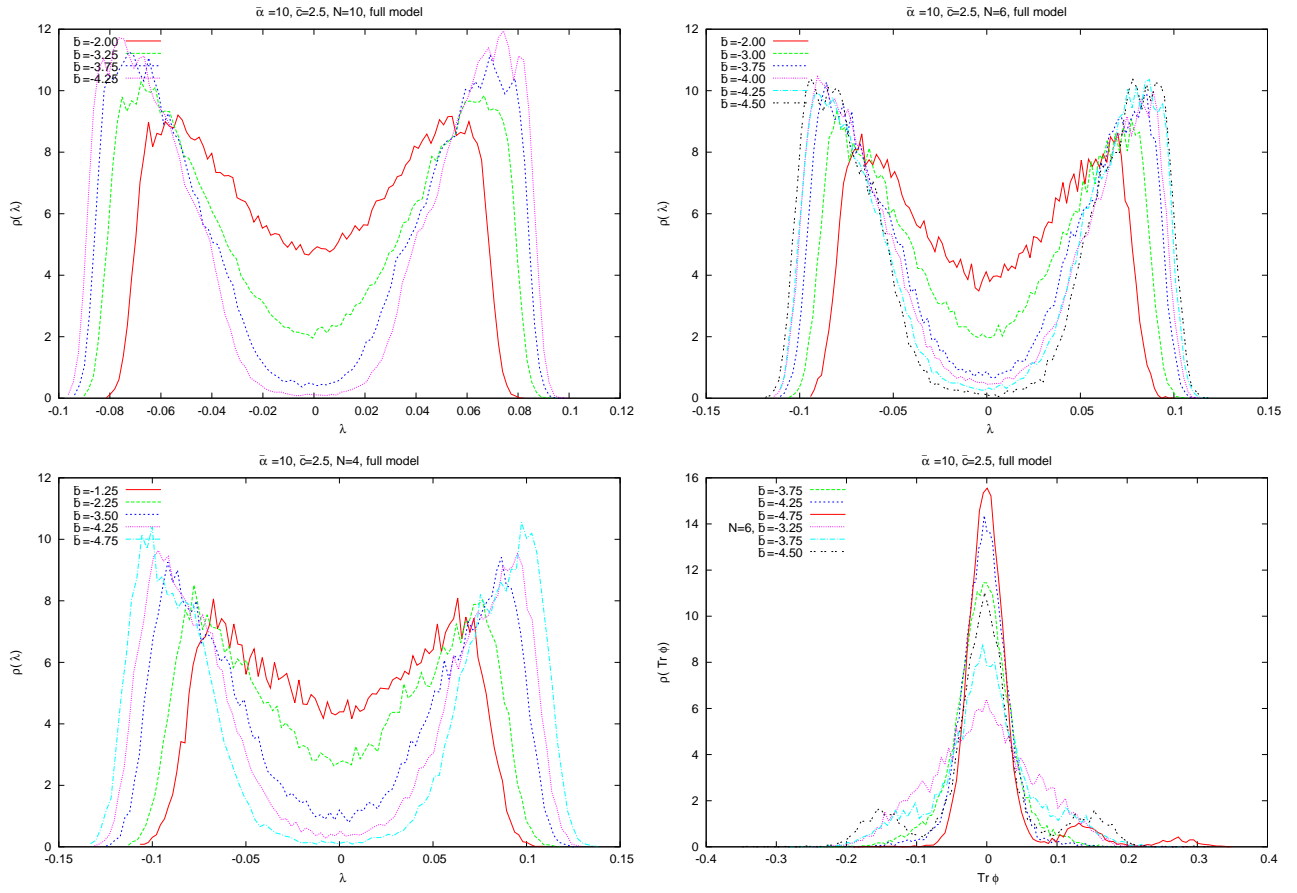 ᾱ =10, c̄=2.5, N=10, full model
b̄=-2.00
b̄=-3.25
b̄=-3.75
b̄=-4.25
ρ( λ)
0
2
4
6
8
10
12
-0.1 -0.08 -0.06 -0.04 -0.02 0 0.02 0.04 0.06 0.08 0.1 0.12
λ
ᾱ =10, c̄=2.5, N=6, full model
b̄=-2.00
b̄=-3.00
b̄=-3.75
b̄=-4.00
b̄=-4.25
b̄=-4.50
ρ( λ)
0
2
4
6
8
10
12
-0.15 -0.1 -0.05 0 0.05 0.1 0.15
λ
ᾱ =10, c̄=2.5, N=4, full model
b̄=-1.25
b̄=-2.25
b̄=-3.50
b̄=-4.25
b̄=-4.75
ρ( λ)
0
2
4
6
8
10
12
-0.15 -0.1 -0.05 0 0.05 0.1 0.15
λ
ᾱ =10, c̄=2.5, full model
b̄=-3.75
b̄=-4.25
b̄=-4.75
N=6, b̄=-3.25
b̄=-3.75
b̄=-4.50
ρ( Tr ϕ)
0
2
4
6
8
10
12
14
16
-0.4 -0.3 -0.2 -0.1 0 0.1 0.2 0.3 0.4
Tr ϕ